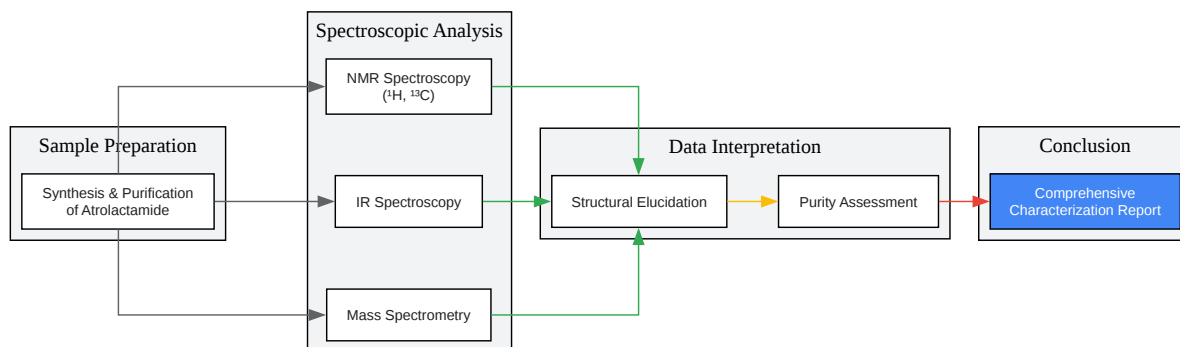 Spectroscopic Analysis
NMR Spectroscopy
(¹H, ¹³C)
Sample Preparation
Synthesis & Purification
of Atrolactamide
IR Spectroscopy
Mass Spectrometry
Data Interpretation
Structural Elucidation
Purity Assessment
Conclusion
Comprehensive
Characterization Report